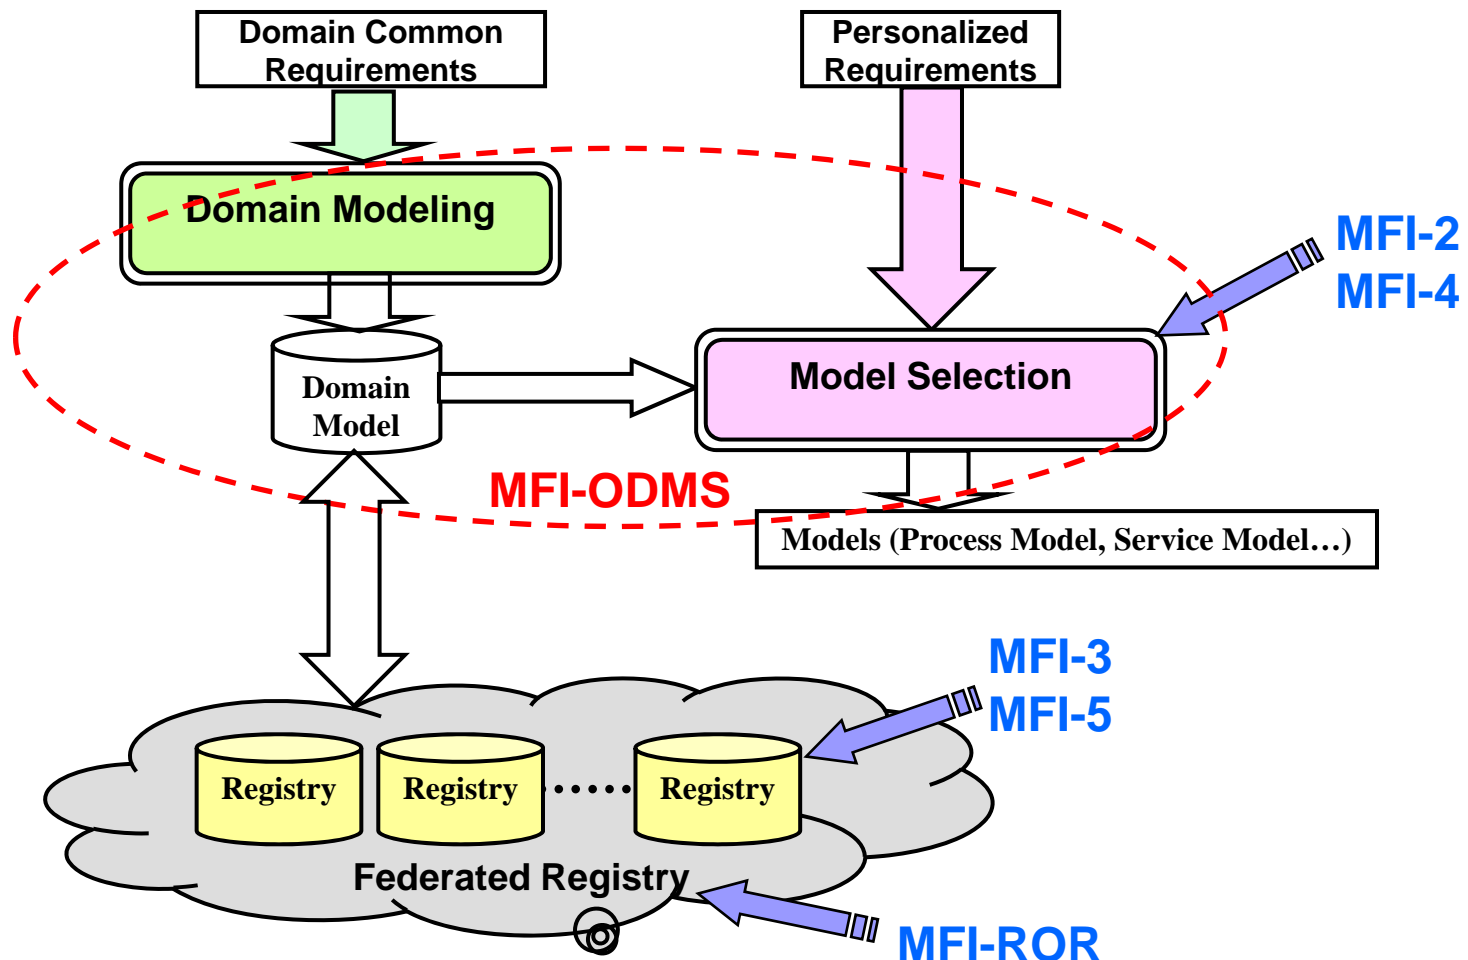 Domain Common
Requirements
Personalized
Requirements
Domain Modeling
MFI-2
MFI-4
Model Selection
Domain
Model
MFI-ODMS
Models (Process Model, Service Model…)
MFI-3
MFI-5
Registry
Registry
......
Registry
Federated Registry
MFI-ROR